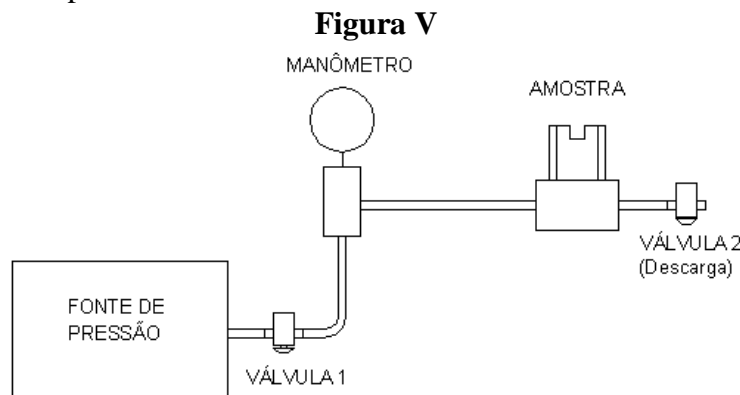 Figura V
MANÔMETRO
AMOSTRA
VÁLVULA 2
(Descarga)
FONTE DE
PRESSÃO
VÁLVULA 1